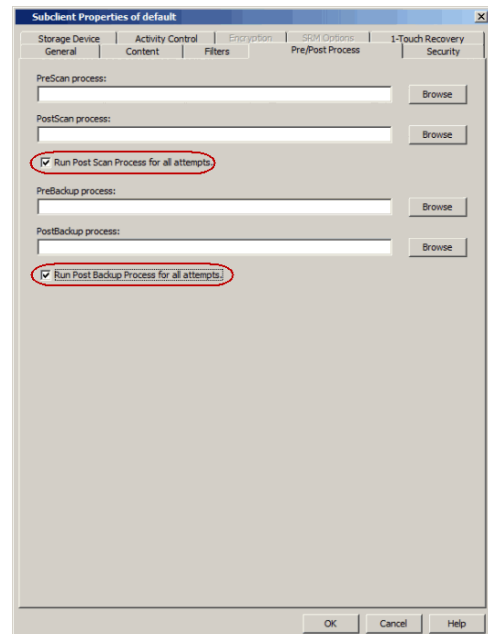 Subclient Properties of default
Storage Device Activity Control Encryption SRM Options 1-Touch Recovery
General Content Filters Pre/Post Process Security
PreScan process:
Browse
PostScan process:
Browse
Run Post Scan Process for all attempts.
PreBackup process:
Browse
PostBackup process:
Browse
Run Post Backup Process for all attempts.
OK Cancel Help